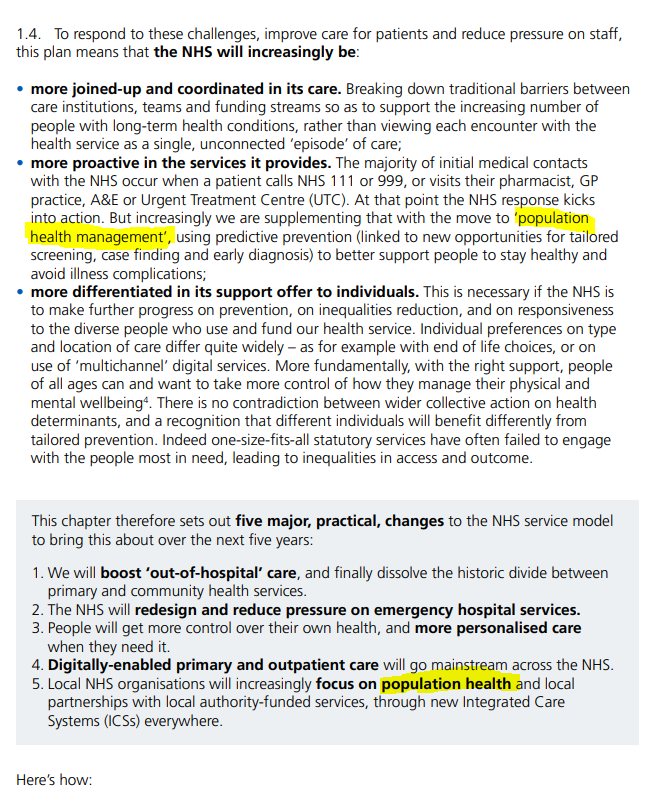 1.4. To respond to these challenges, improve care for patients and reduce pressure on staff,
this plan means that the NHS will increasingly be:
• more joined-up and coordinated in its care. Breaking down traditional barriers between
care institutions, teams and funding streams so as to support the increasing number of
people with long-term health conditions, rather than viewing each encounter with the
health service as a single, unconnected ‘episode’ of care;
• more proactive in the services it provides. The majority of initial medical contacts
with the NHS occur when a patient calls NHS 111 or 999, or visits their pharmacist, GP
practice, A&E or Urgent Treatment Centre (UTC). At that point the NHS response kicks
into action. But increasingly we are supplementing that with the move to ‘population
health management’, using predictive prevention (linked to new opportunities for tailored
screening, case finding and early diagnosis) to better support people to stay healthy and
avoid illness complications;
• more differentiated in its support offer to individuals. This is necessary if the NHS is
to make further progress on prevention, on inequalities reduction, and on responsiveness
to the diverse people who use and fund our health service. Individual preferences on type
and location of care differ quite widely – as for example with end of life choices, or on
use of ‘multichannel’ digital services. More fundamentally, with the right support, people
of all ages can and want to take more control of how they manage their physical and
mental wellbeing⁴. There is no contradiction between wider collective action on health
determinants, and a recognition that different individuals will benefit differently from
tailored prevention. Indeed one-size-fits-all statutory services have often failed to engage
with the people most in need, leading to inequalities in access and outcome.
This chapter therefore sets out five major, practical, changes to the NHS service model
to bring this about over the next five years:
1. We will boost ‘out-of-hospital’ care, and finally dissolve the historic divide between
primary and community health services.
2. The NHS will redesign and reduce pressure on emergency hospital services.
3. People will get more control over their own health, and more personalised care
when they need it.
4. Digitally-enabled primary and outpatient care will go mainstream across the NHS.
5. Local NHS organisations will increasingly focus on population health and local
partnerships with local authority-funded services, through new Integrated Care
Systems (ICSs) everywhere.
Here’s how: